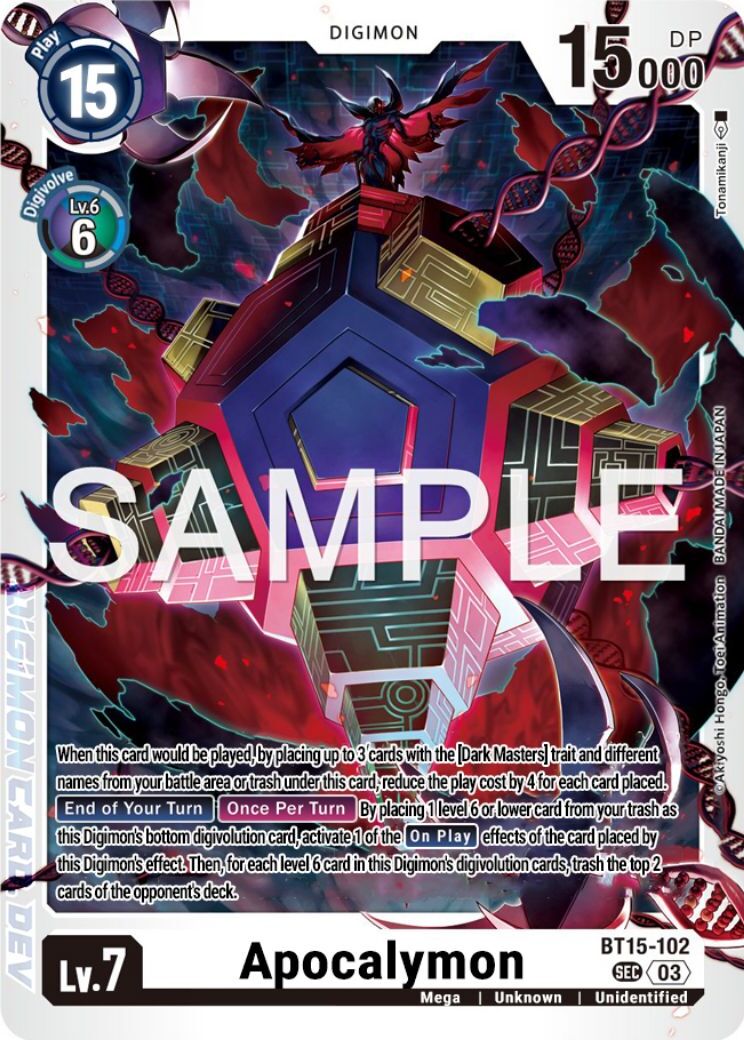 Play
15
DIGIMON
DP
15000
Digivolve
Lv.6
6
Tonamikanji
SAMPLE
©Akiyoshi Hongo, Toei Animation BANDAI MADE IN JAPAN
DIGIMON CARD DEV
When this card would be played, by placing up to 3 cards with the [Dark Masters] trait and different
names from your battle area or trash under this card, reduce the play cost by 4 for each card placed.
End of Your Turn Once Per Turn By placing 1 level 6 or lower card from your trash as
this Digimon's bottom digivolution card, activate 1 of the On Play effects of the card placed by
this Digimon's effect. Then, for each level 6 card in this Digimon's digivolution cards, trash the top 2
cards of the opponent's deck.
Lv.7
Apocalymon
BT15-102
SEC 03
Mega | Unknown | Unidentified